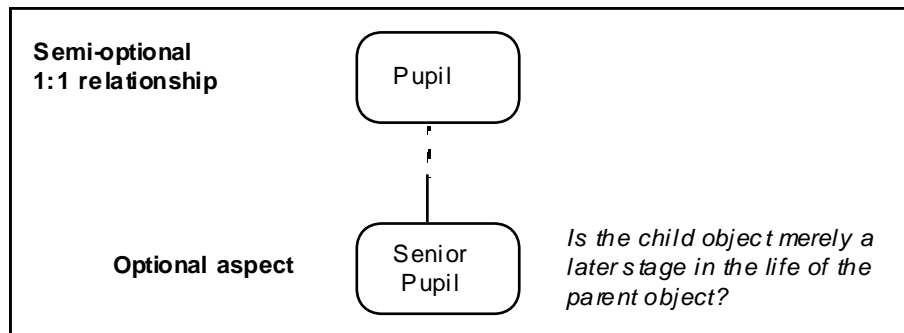 Semi-optional
1:1 relationship
Pupil
Optional aspect
Senior
Pupil
Is the child object merely a
later stage in the life of the
parent object?